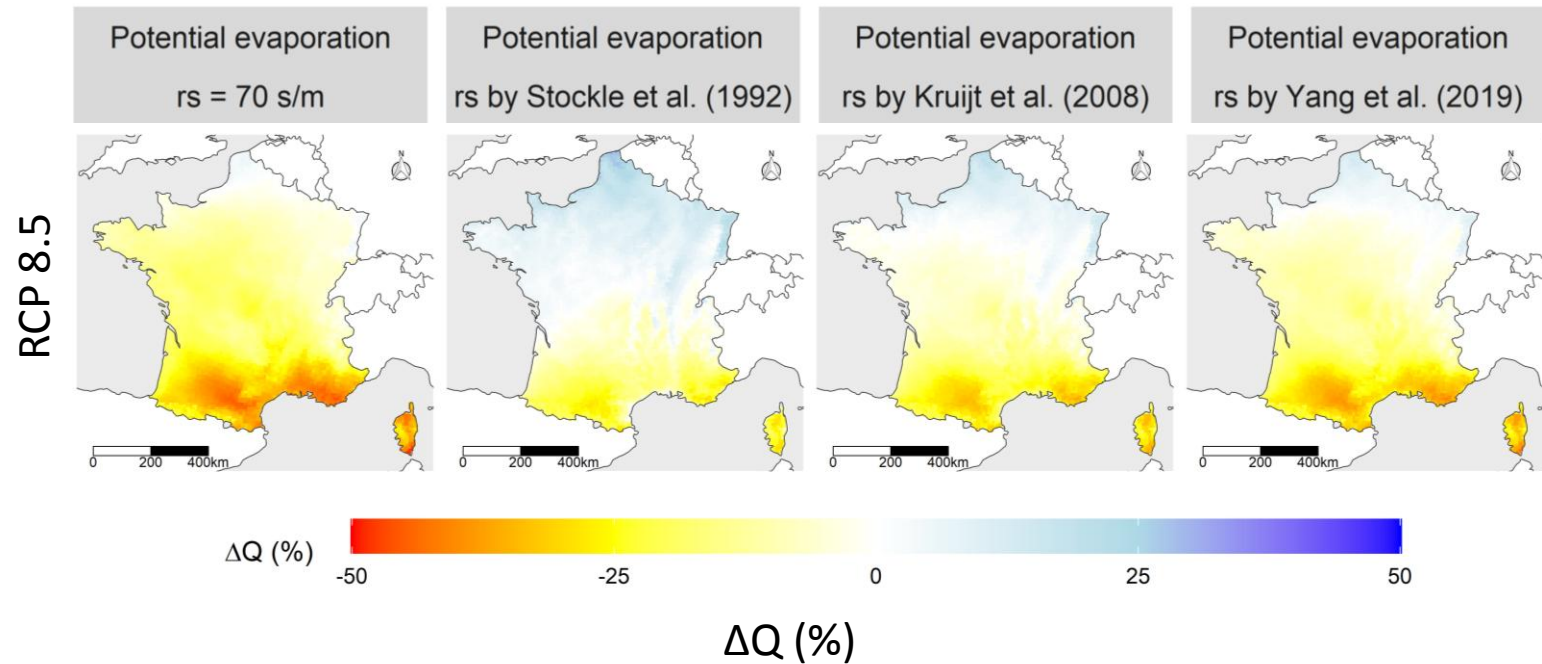 Potential evaporation
rs = 70 s/m
Potential evaporation
rs by Stockle et al. (1992)
Potential evaporation
rs by Kruijt et al. (2008)
Potential evaporation
rs by Yang et al. (2019)
RCP 8.5
N
N
N
N
0 200 400km
0 200 400km
0 200 400km
0 200 400km
ΔQ (%)
-50 -25 0 25 50
ΔQ (%)